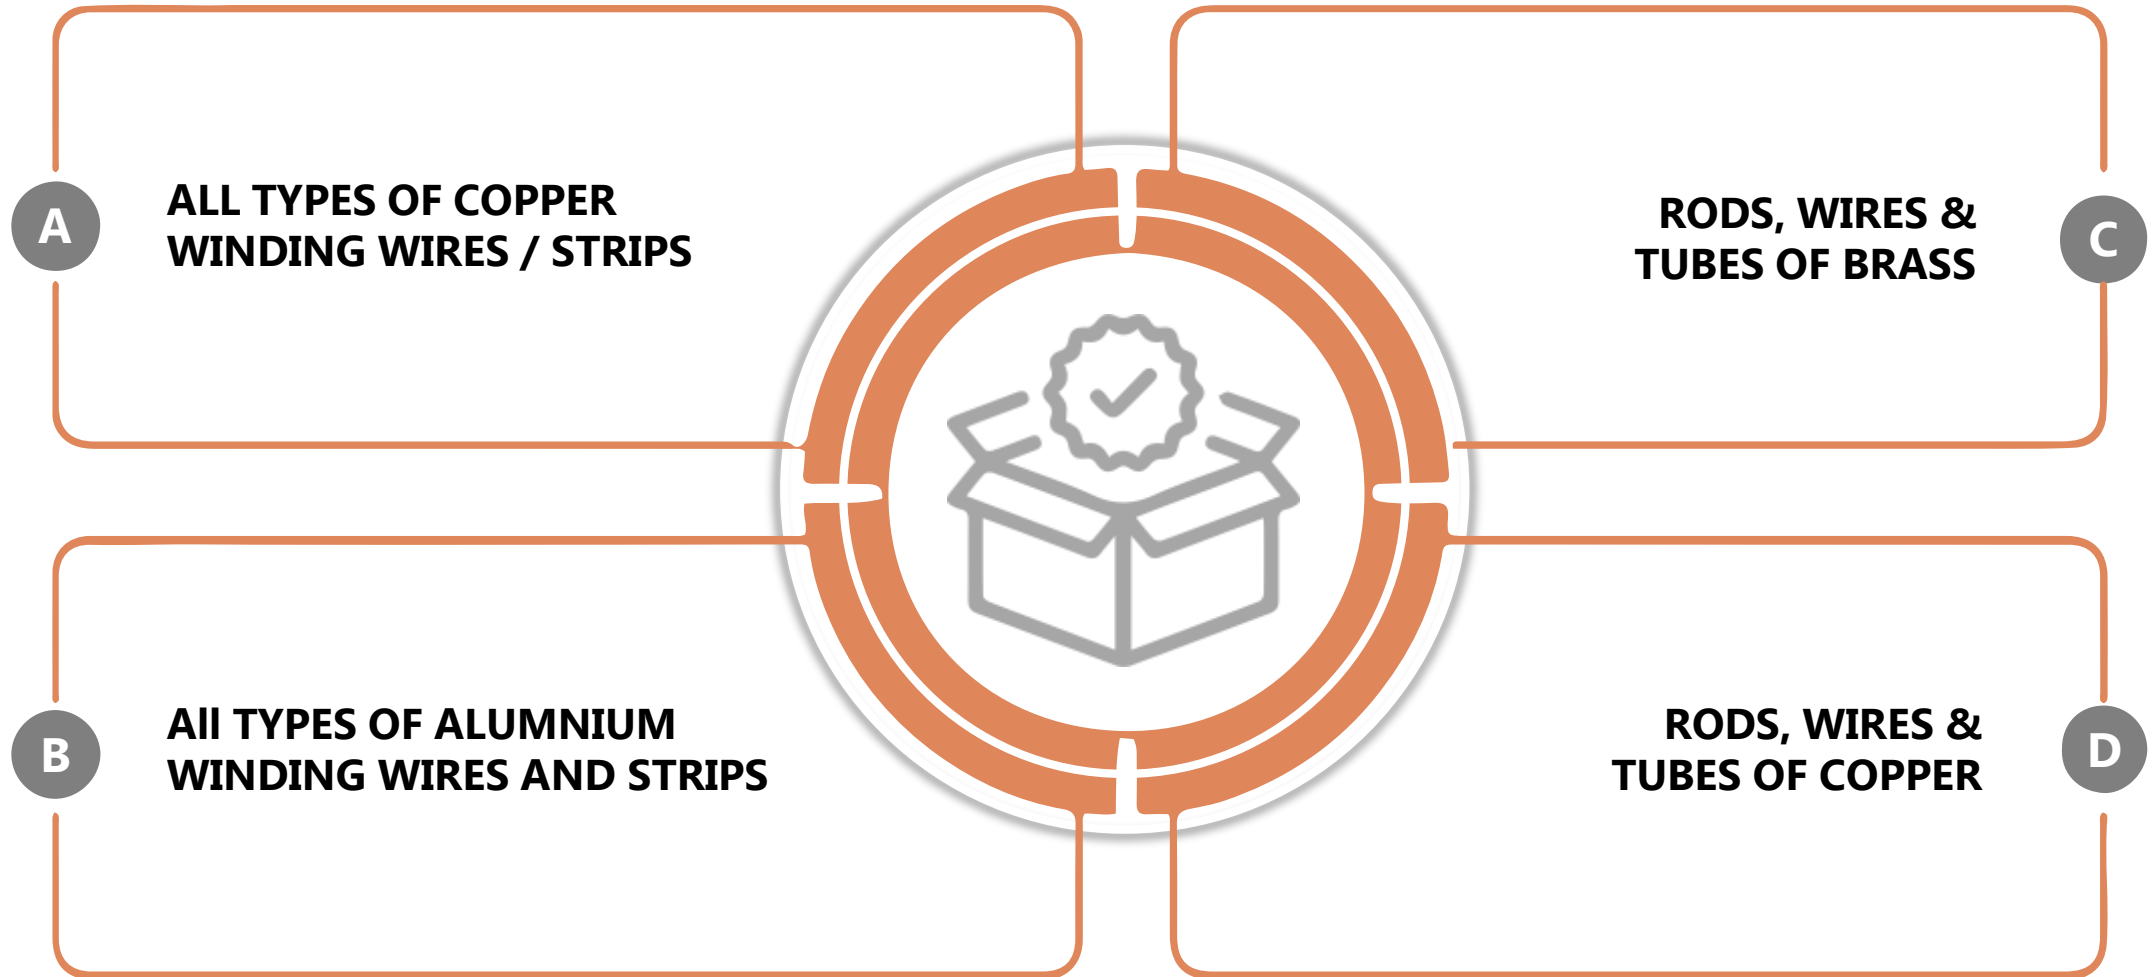 A
ALL TYPES OF COPPER
WINDING WIRES / STRIPS
B
All TYPES OF ALUMNIUM
WINDING WIRES AND STRIPS
C
RODS, WIRES &
TUBES OF BRASS
D
RODS, WIRES &
TUBES OF COPPER